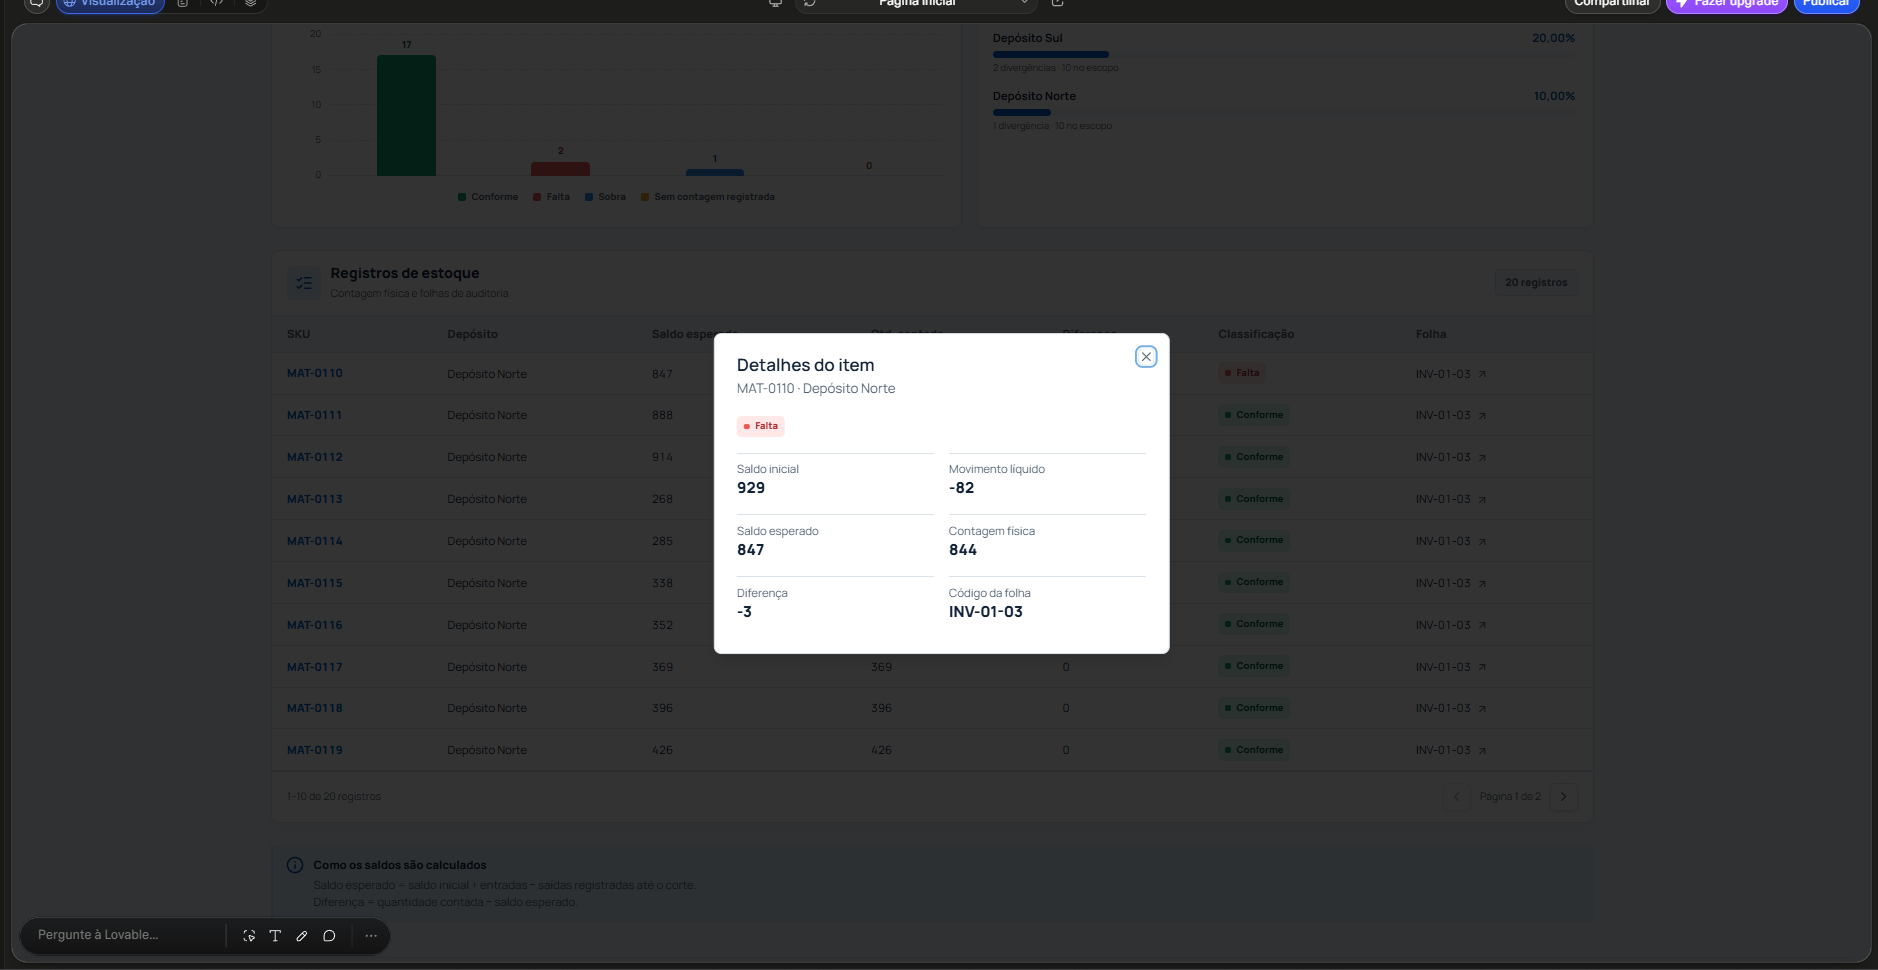 Visualização
Página inicial
Compartilhar
Fazer upgrade
Publicar
20
15
10
5
0
17
2
1
0
Conforme Falta Sobra Sem contagem registrada
Depósito Sul 20,00%
2 divergências · 10 no escopo
Depósito Norte 10,00%
1 divergência · 10 no escopo
Registros de estoque
Contagem física e folhas de auditoria
20 registros
SKU Depósito Saldo esperado Qtd. contada Diferença Classificação Folha
MAT-0110 Depósito Norte 847 Falta INV-01-03
MAT-0111 Depósito Norte 888 Conforme INV-01-03
MAT-0112 Depósito Norte 914 Conforme INV-01-03
MAT-0113 Depósito Norte 268 Conforme INV-01-03
MAT-0114 Depósito Norte 285 Conforme INV-01-03
MAT-0115 Depósito Norte 338 Conforme INV-01-03
MAT-0116 Depósito Norte 352 Conforme INV-01-03
MAT-0117 Depósito Norte 369 369 0 Conforme INV-01-03
MAT-0118 Depósito Norte 396 396 0 Conforme INV-01-03
MAT-0119 Depósito Norte 426 426 0 Conforme INV-01-03
1–10 de 20 registros
Página 1 de 2
Detalhes do item
MAT-0110 · Depósito Norte
Falta
Saldo inicial
929
Movimento líquido
-82
Saldo esperado
847
Contagem física
844
Diferença
-3
Código da folha
INV-01-03
Como os saldos são calculados
Saldo esperado = saldo inicial + entradas − saídas registradas até o corte.
Diferença = quantidade contada − saldo esperado.
Pergunte à Lovable...